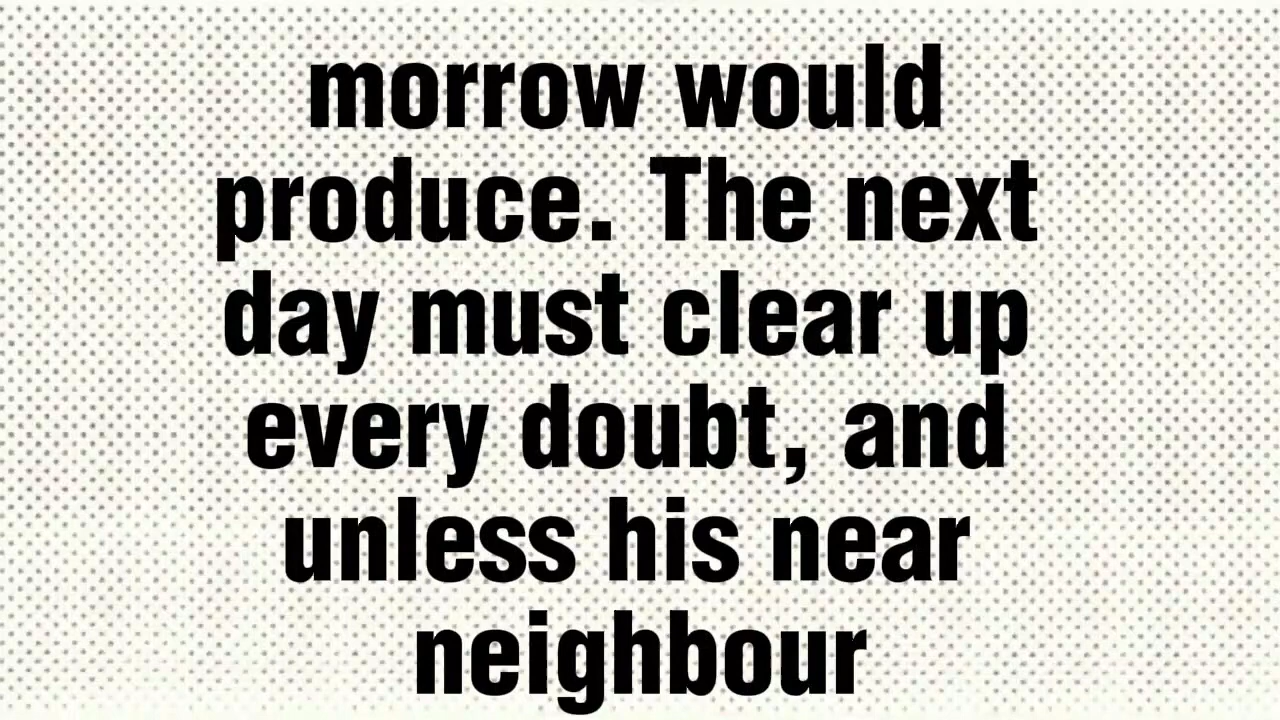 morrow would
produce. The next
day must clear up
every doubt, and
unless his near
neighbour